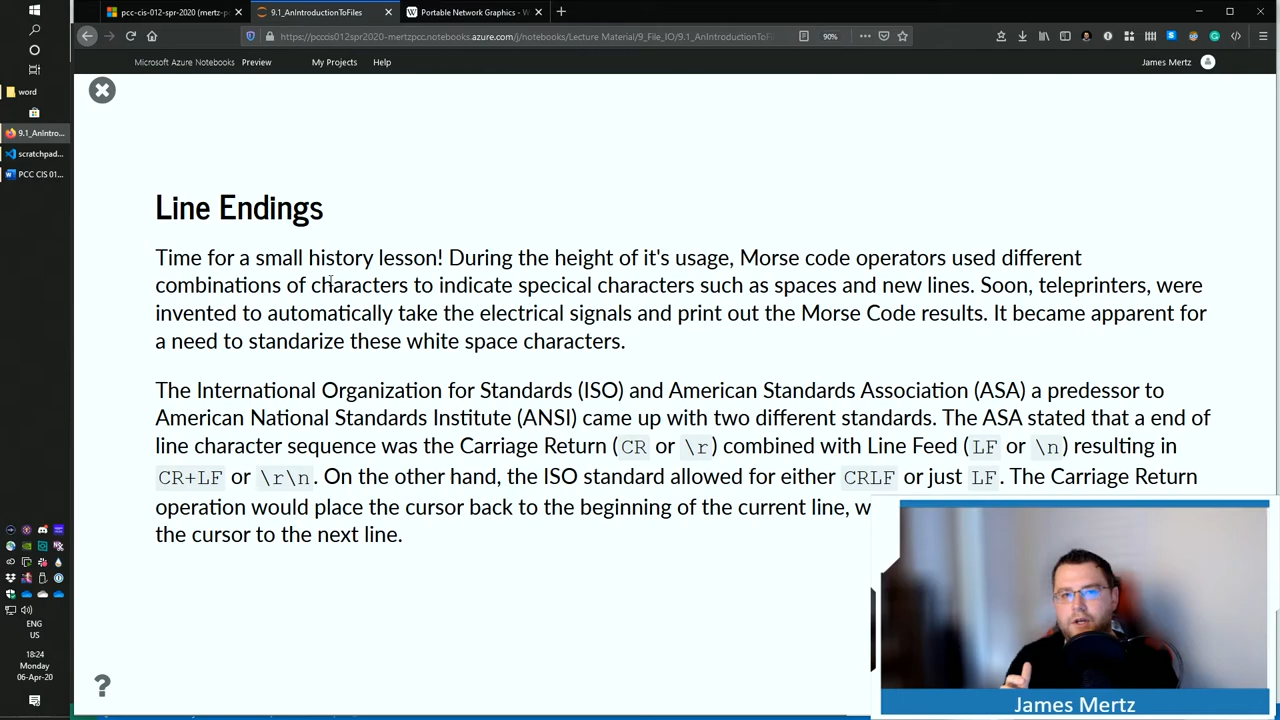 pcc-cis-012-spr-2020 (mertz-p
9.1_AnIntroductionToFiles
Portable Network Graphics - W
https://pcccis012spr2020-mertzpcc.notebooks.azure.com/j/notebooks/Lecture Material/9_File_IO/9.1_AnIntroductionToFi
90%
Microsoft Azure Notebooks
Preview
My Projects
Help
James Mertz
word
9.1_AnIntro...
scratchpad...
PCC CIS 01...
Line Endings
Time for a small history lesson! During the height of it's usage, Morse code operators used different
combinations of characters to indicate specical characters such as spaces and new lines. Soon, teleprinters, were
invented to automatically take the electrical signals and print out the Morse Code results. It became apparent for
a need to standarize these white space characters.
The International Organization for Standards (ISO) and American Standards Association (ASA) a predessor to
American National Standards Institute (ANSI) came up with two different standards. The ASA stated that a end of
line character sequence was the Carriage Return (CR or \r) combined with Line Feed (LF or \n) resulting in
CR+LF or \r\n. On the other hand, the ISO standard allowed for either CRLF or just LF. The Carriage Return
operation would place the cursor back to the beginning of the current line, w
the cursor to the next line.
ENG
US
18:24
Monday
06-Apr-20
?
James Mertz